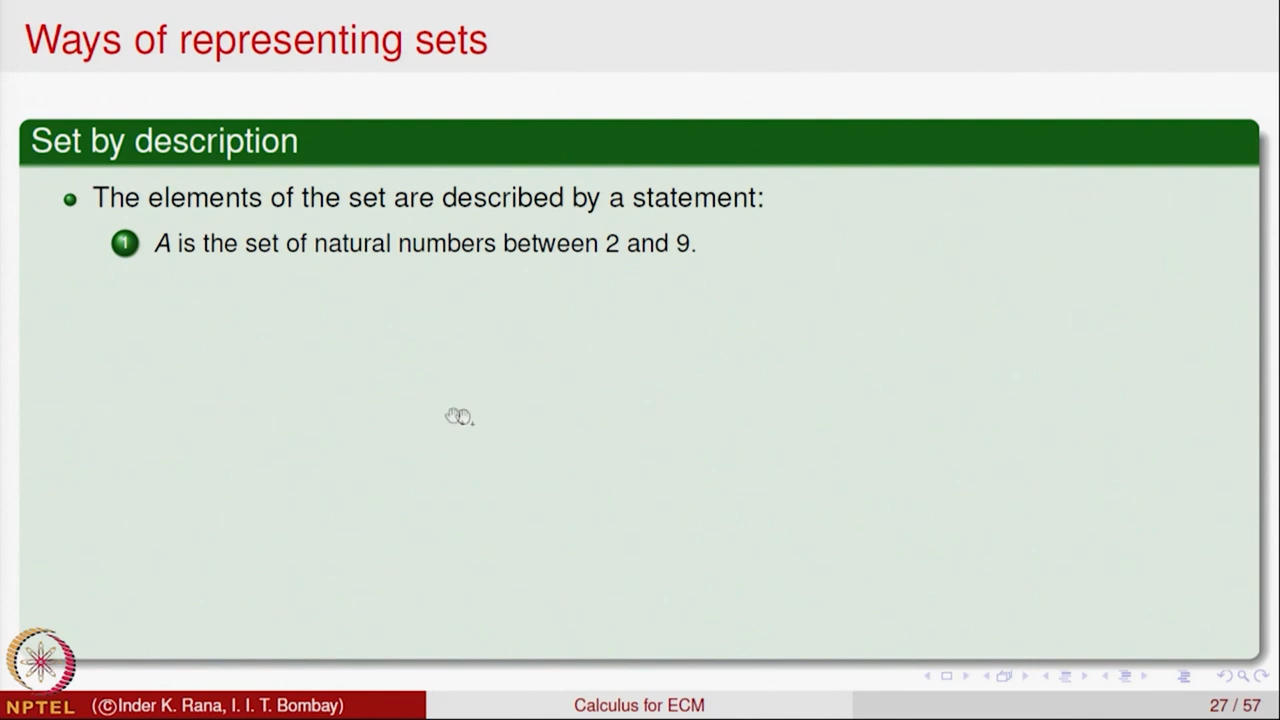 Ways of representing sets
Set by description
The elements of the set are described by a statement:
1 A is the set of natural numbers between 2 and 9.
NPTEL (©Inder K. Rana, I. I. T. Bombay) Calculus for ECM 27 / 57